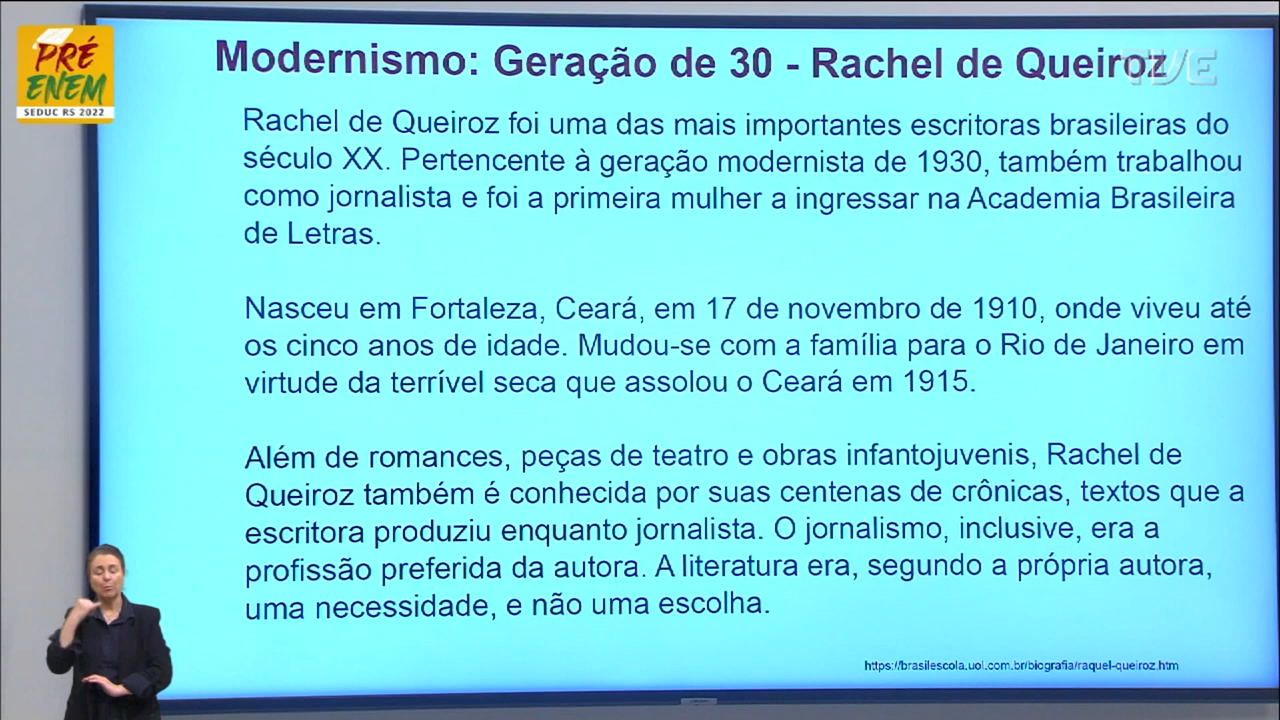 PRÉ
ENEM
SEDUC RS 2022
TVE
Modernismo: Geração de 30 - Rachel de Queiroz
Rachel de Queiroz foi uma das mais importantes escritoras brasileiras do
século XX. Pertencente à geração modernista de 1930, também trabalhou
como jornalista e foi a primeira mulher a ingressar na Academia Brasileira
de Letras.
Nasceu em Fortaleza, Ceará, em 17 de novembro de 1910, onde viveu até
os cinco anos de idade. Mudou-se com a família para o Rio de Janeiro em
virtude da terrível seca que assolou o Ceará em 1915.
Além de romances, peças de teatro e obras infantojuvenis, Rachel de
Queiroz também é conhecida por suas centenas de crônicas, textos que a
escritora produziu enquanto jornalista. O jornalismo, inclusive, era a
profissão preferida da autora. A literatura era, segundo a própria autora,
uma necessidade, e não uma escolha.
https://brasilescola.uol.com.br/biografia/raquel-queiroz.htm